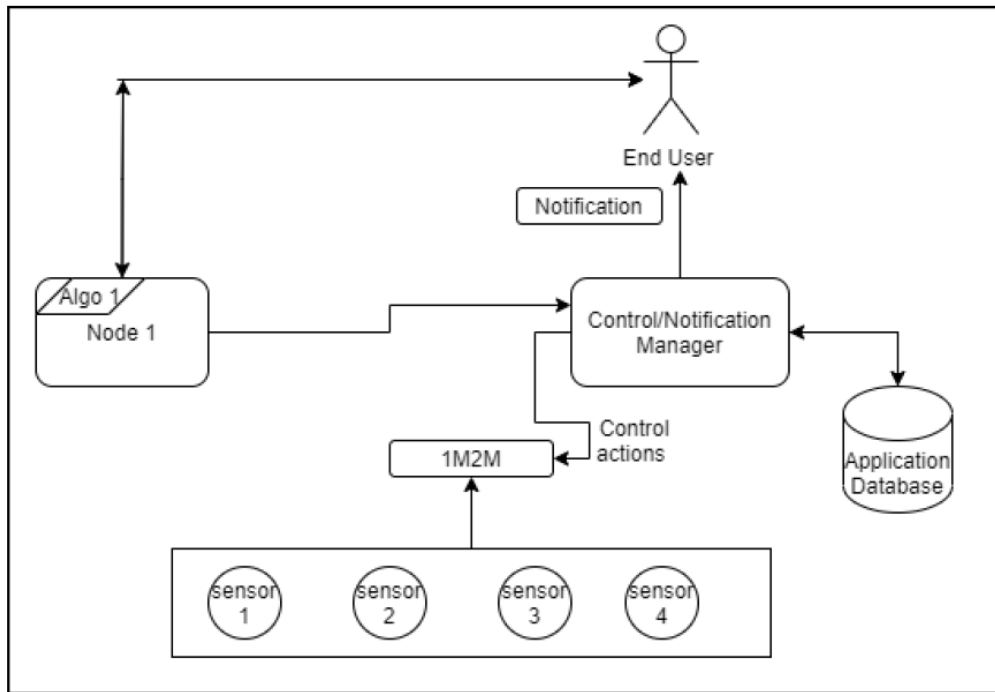 End User
Notification
Algo 1
Node 1
Control/Notification
Manager
Control
actions
1M2M
Application
Database
sensor
1
sensor
2
sensor
3
sensor
4